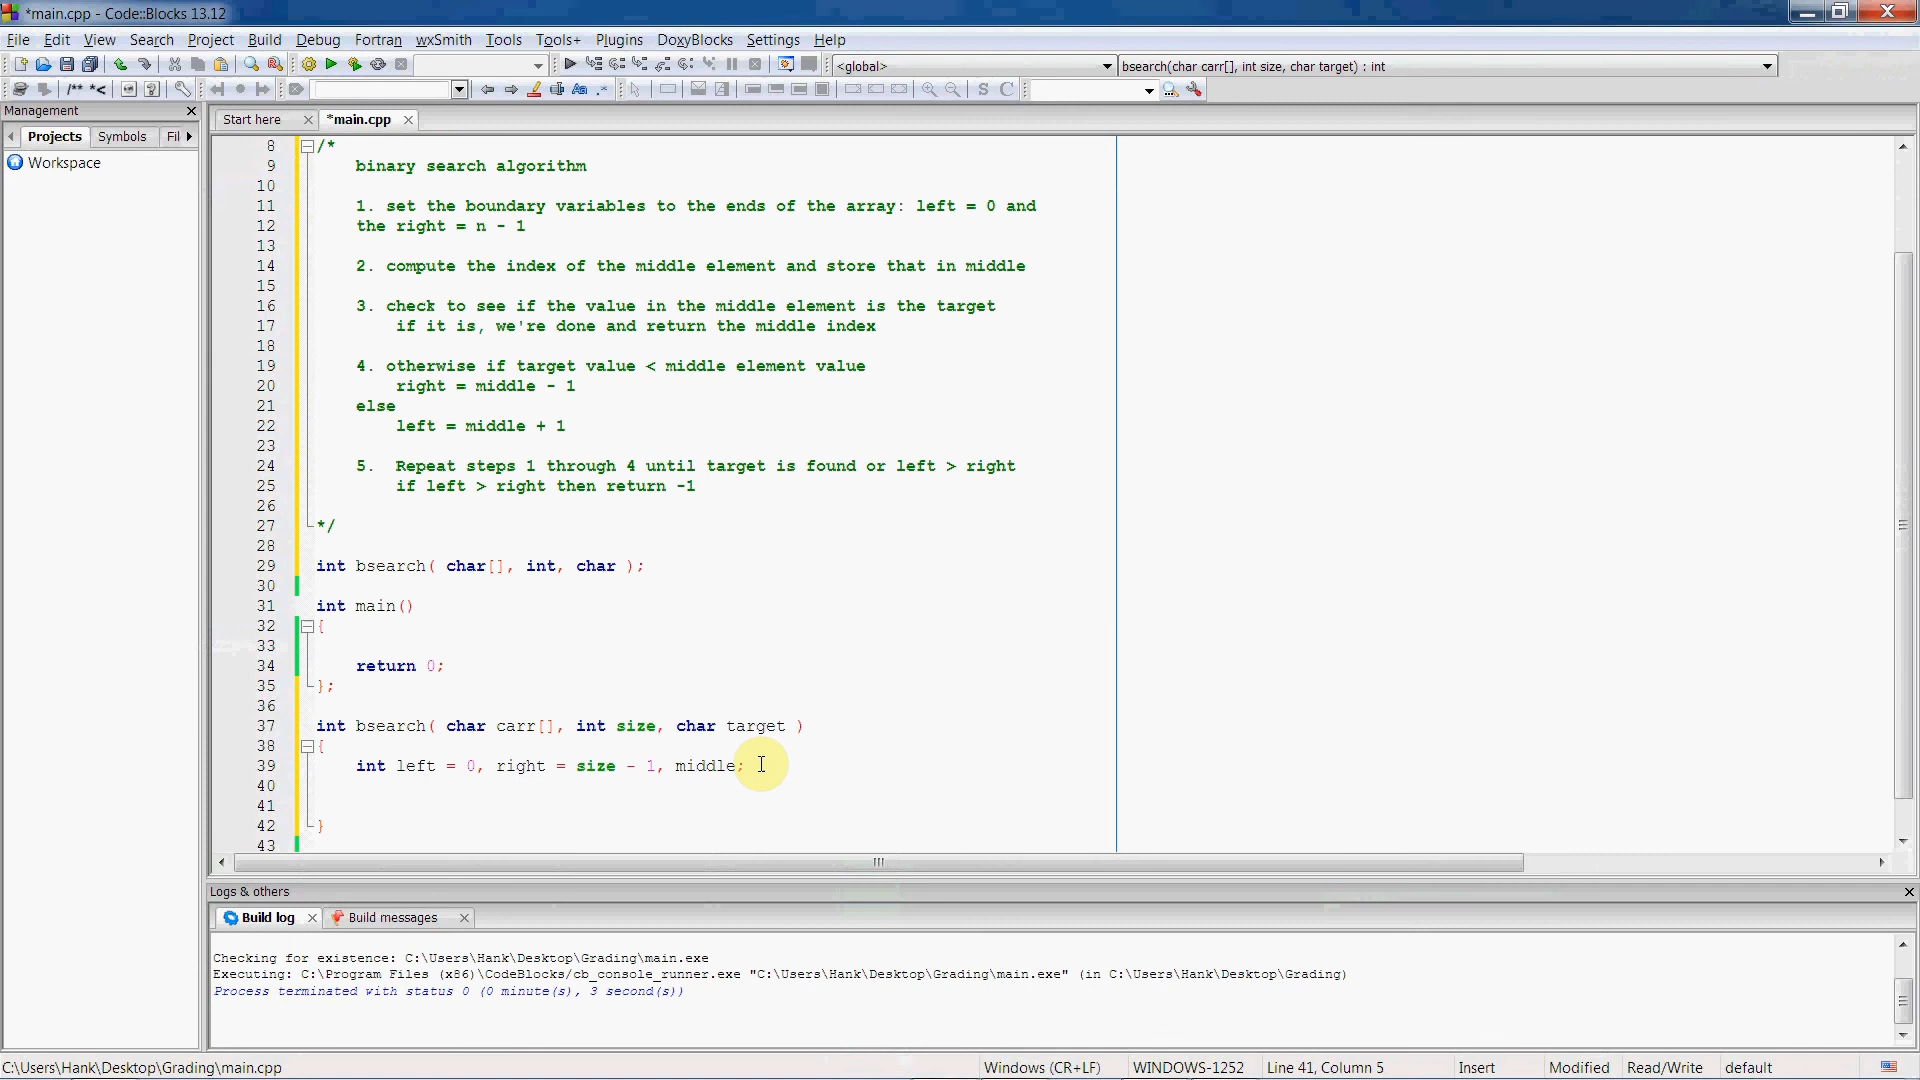 *main.cpp - Code::Blocks 13.12
File Edit View Search Project Build Debug Fortran wxSmith Tools Tools+ Plugins DoxyBlocks Settings Help
<global> bsearch(char carr[], int size, char target) : int
/** *<
Management
Start here *main.cpp
Projects Symbols Fil
Workspace
8 /*
9 binary search algorithm
10
11 1. set the boundary variables to the ends of the array: left = 0 and
12 the right = n - 1
13
14 2. compute the index of the middle element and store that in middle
15
16 3. check to see if the value in the middle element is the target
17 if it is, we're done and return the middle index
18
19 4. otherwise if target value < middle element value
20 right = middle - 1
21 else
22 left = middle + 1
23
24 5. Repeat steps 1 through 4 until target is found or left > right
25 if left > right then return -1
26
27 */
28
29 int bsearch( char[], int, char );
30
31 int main()
32 {
33
34 return 0;
35 };
36
37 int bsearch( char carr[], int size, char target )
38 {
39 int left = 0, right = size - 1, middle;
40
41
42 }
43
Logs & others
Build log Build messages
Checking for existence: C:\Users\Hank\Desktop\Grading\main.exe
Executing: C:\Program Files (x86)\CodeBlocks/cb_console_runner.exe "C:\Users\Hank\Desktop\Grading\main.exe" (in C:\Users\Hank\Desktop\Grading)
Process terminated with status 0 (0 minute(s), 3 second(s))
C:\Users\Hank\Desktop\Grading\main.cpp Windows (CR+LF) WINDOWS-1252 Line 41, Column 5 Insert Modified Read/Write default